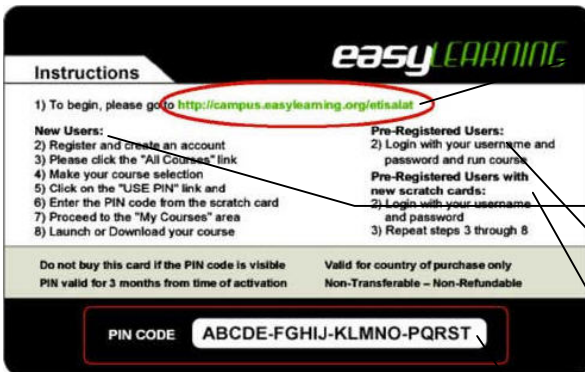 easyLEARNING
Instructions
1) To begin, please go to http://campus.easylearning.org/etisalat
New Users:
2) Register and create an account
3) Please click the "All Courses" link
4) Make your course selection
5) Click on the "USE PIN" link and
6) Enter the PIN code from the scratch card
7) Proceed to the "My Courses" area
8) Launch or Download your course
Pre-Registered Users:
2) Login with your username and
password and run course
Pre-Registered Users with
new scratch cards:
2) Login with your username
and password
3) Repeat steps 3 through 8
Do not buy this card if the PIN code is visible
PIN valid for 3 months from time of activation
Valid for country of purchase only
Non-Transferable – Non-Refundable
PIN CODE ABCDE-FGHIJ-KLMNO-PQRST